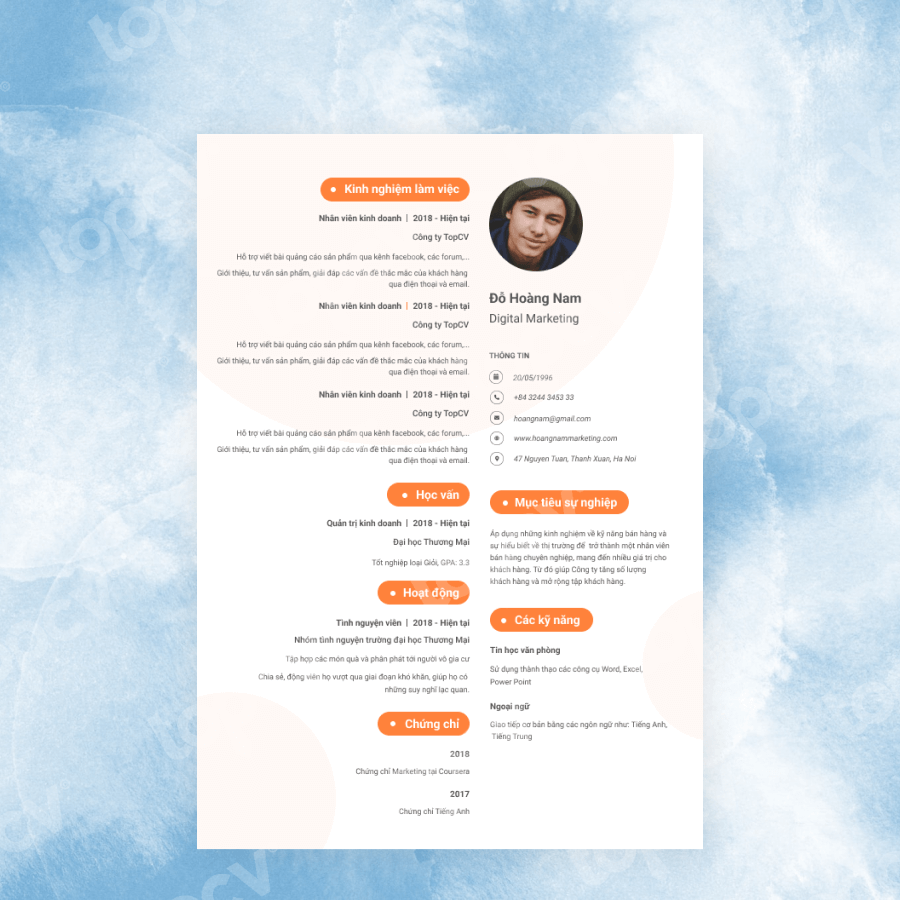 Kinh nghiệm làm việc
Nhân viên kinh doanh | 2018 - Hiện tại
Công ty TopCV
Hỗ trợ viết bài quảng cáo sản phẩm qua kênh facebook, các forum,...
Giới thiệu, tư vấn sản phẩm, giải đáp các vấn đề thắc mắc của khách hàng
qua điện thoại và email.
Nhân viên kinh doanh | 2018 - Hiện tại
Công ty TopCV
Hỗ trợ viết bài quảng cáo sản phẩm qua kênh facebook, các forum,...
Giới thiệu, tư vấn sản phẩm, giải đáp các vấn đề thắc mắc của khách hàng
qua điện thoại và email.
Nhân viên kinh doanh | 2018 - Hiện tại
Công ty TopCV
Hỗ trợ viết bài quảng cáo sản phẩm qua kênh facebook, các forum,...
Giới thiệu, tư vấn sản phẩm, giải đáp các vấn đề thắc mắc của khách hàng
qua điện thoại và email.
Học vấn
Quản trị kinh doanh | 2018 - Hiện tại
Đại học Thương Mại
Tốt nghiệp loại Giỏi, GPA: 3.3
Hoạt động
Tình nguyện viên | 2018 - Hiện tại
Nhóm tình nguyện trường đại học Thương Mại
Tập hợp các món quà và phân phát tới người vô gia cư
Chia sẻ, động viên họ vượt qua giai đoạn khó khăn, giúp họ có
những suy nghĩ lạc quan.
Chứng chỉ
2018
Chứng chỉ Marketing tại Coursera
2017
Chứng chỉ Tiếng Anh
Đỗ Hoàng Nam
Digital Marketing
THÔNG TIN
20/05/1996
+84 3244 3453 33
hoangnam@gmail.com
www.hoangnammarketing.com
47 Nguyen Tuan, Thanh Xuan, Ha Noi
Mục tiêu sự nghiệp
Áp dụng những kinh nghiệm về kỹ năng bán hàng và
sự hiểu biết về thị trường để trở thành một nhân viên
bán hàng chuyên nghiệp, mang đến nhiều giá trị cho
khách hàng. Từ đó giúp Công ty tăng số lượng
khách hàng và mở rộng tập khách hàng.
Các kỹ năng
Tin học văn phòng
Sử dụng thành thạo các công cụ Word, Excel,
Power Point
Ngoại ngữ
Giao tiếp cơ bản bằng các ngôn ngữ như: Tiếng Anh,
Tiếng Trung